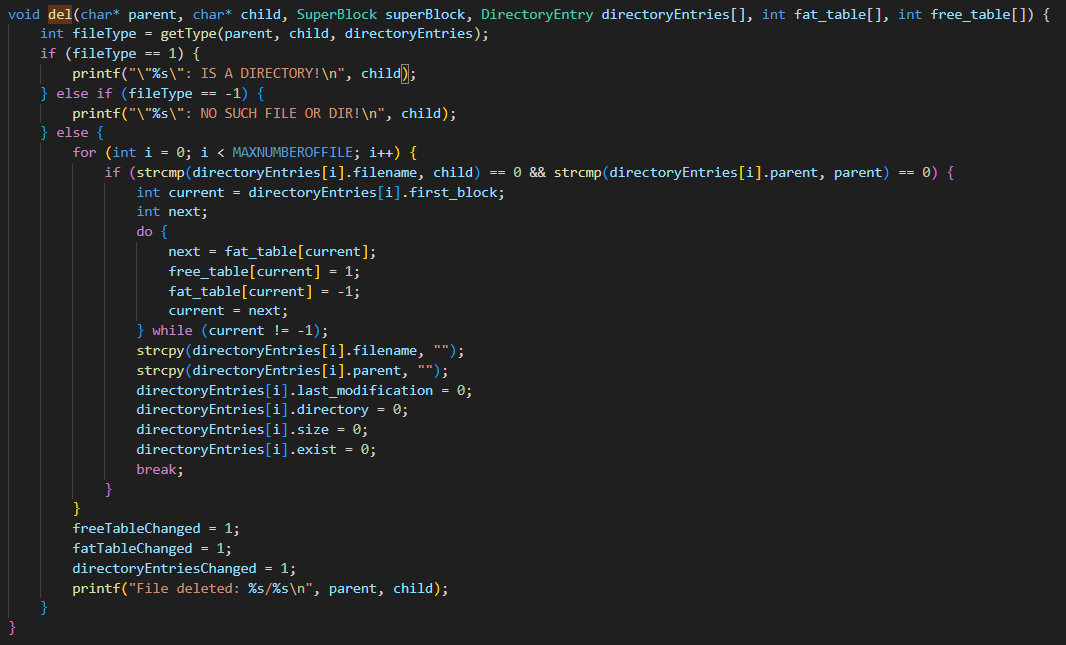 void del(char* parent, char* child, SuperBlock superBlock, DirectoryEntry directoryEntries[], int fat_table[], int free_table[]) {
    int fileType = getType(parent, child, directoryEntries);
    if (fileType == 1) {
        printf("\"%s\": IS A DIRECTORY!\n", child);
    } else if (fileType == -1) {
        printf("\"%s\": NO SUCH FILE OR DIR!\n", child);
    } else {
        for (int i = 0; i < MAXNUMBEROFFILE; i++) {
            if (strcmp(directoryEntries[i].filename, child) == 0 && strcmp(directoryEntries[i].parent, parent) == 0) {
                int current = directoryEntries[i].first_block;
                int next;
                do {
                    next = fat_table[current];
                    free_table[current] = 1;
                    fat_table[current] = -1;
                    current = next;
                } while (current != -1);
                strcpy(directoryEntries[i].filename, "");
                strcpy(directoryEntries[i].parent, "");
                directoryEntries[i].last_modification = 0;
                directoryEntries[i].directory = 0;
                directoryEntries[i].size = 0;
                directoryEntries[i].exist = 0;
                break;
            }
        }
        freeTableChanged = 1;
        fatTableChanged = 1;
        directoryEntriesChanged = 1;
        printf("File deleted: %s/%s\n", parent, child);
    }
}